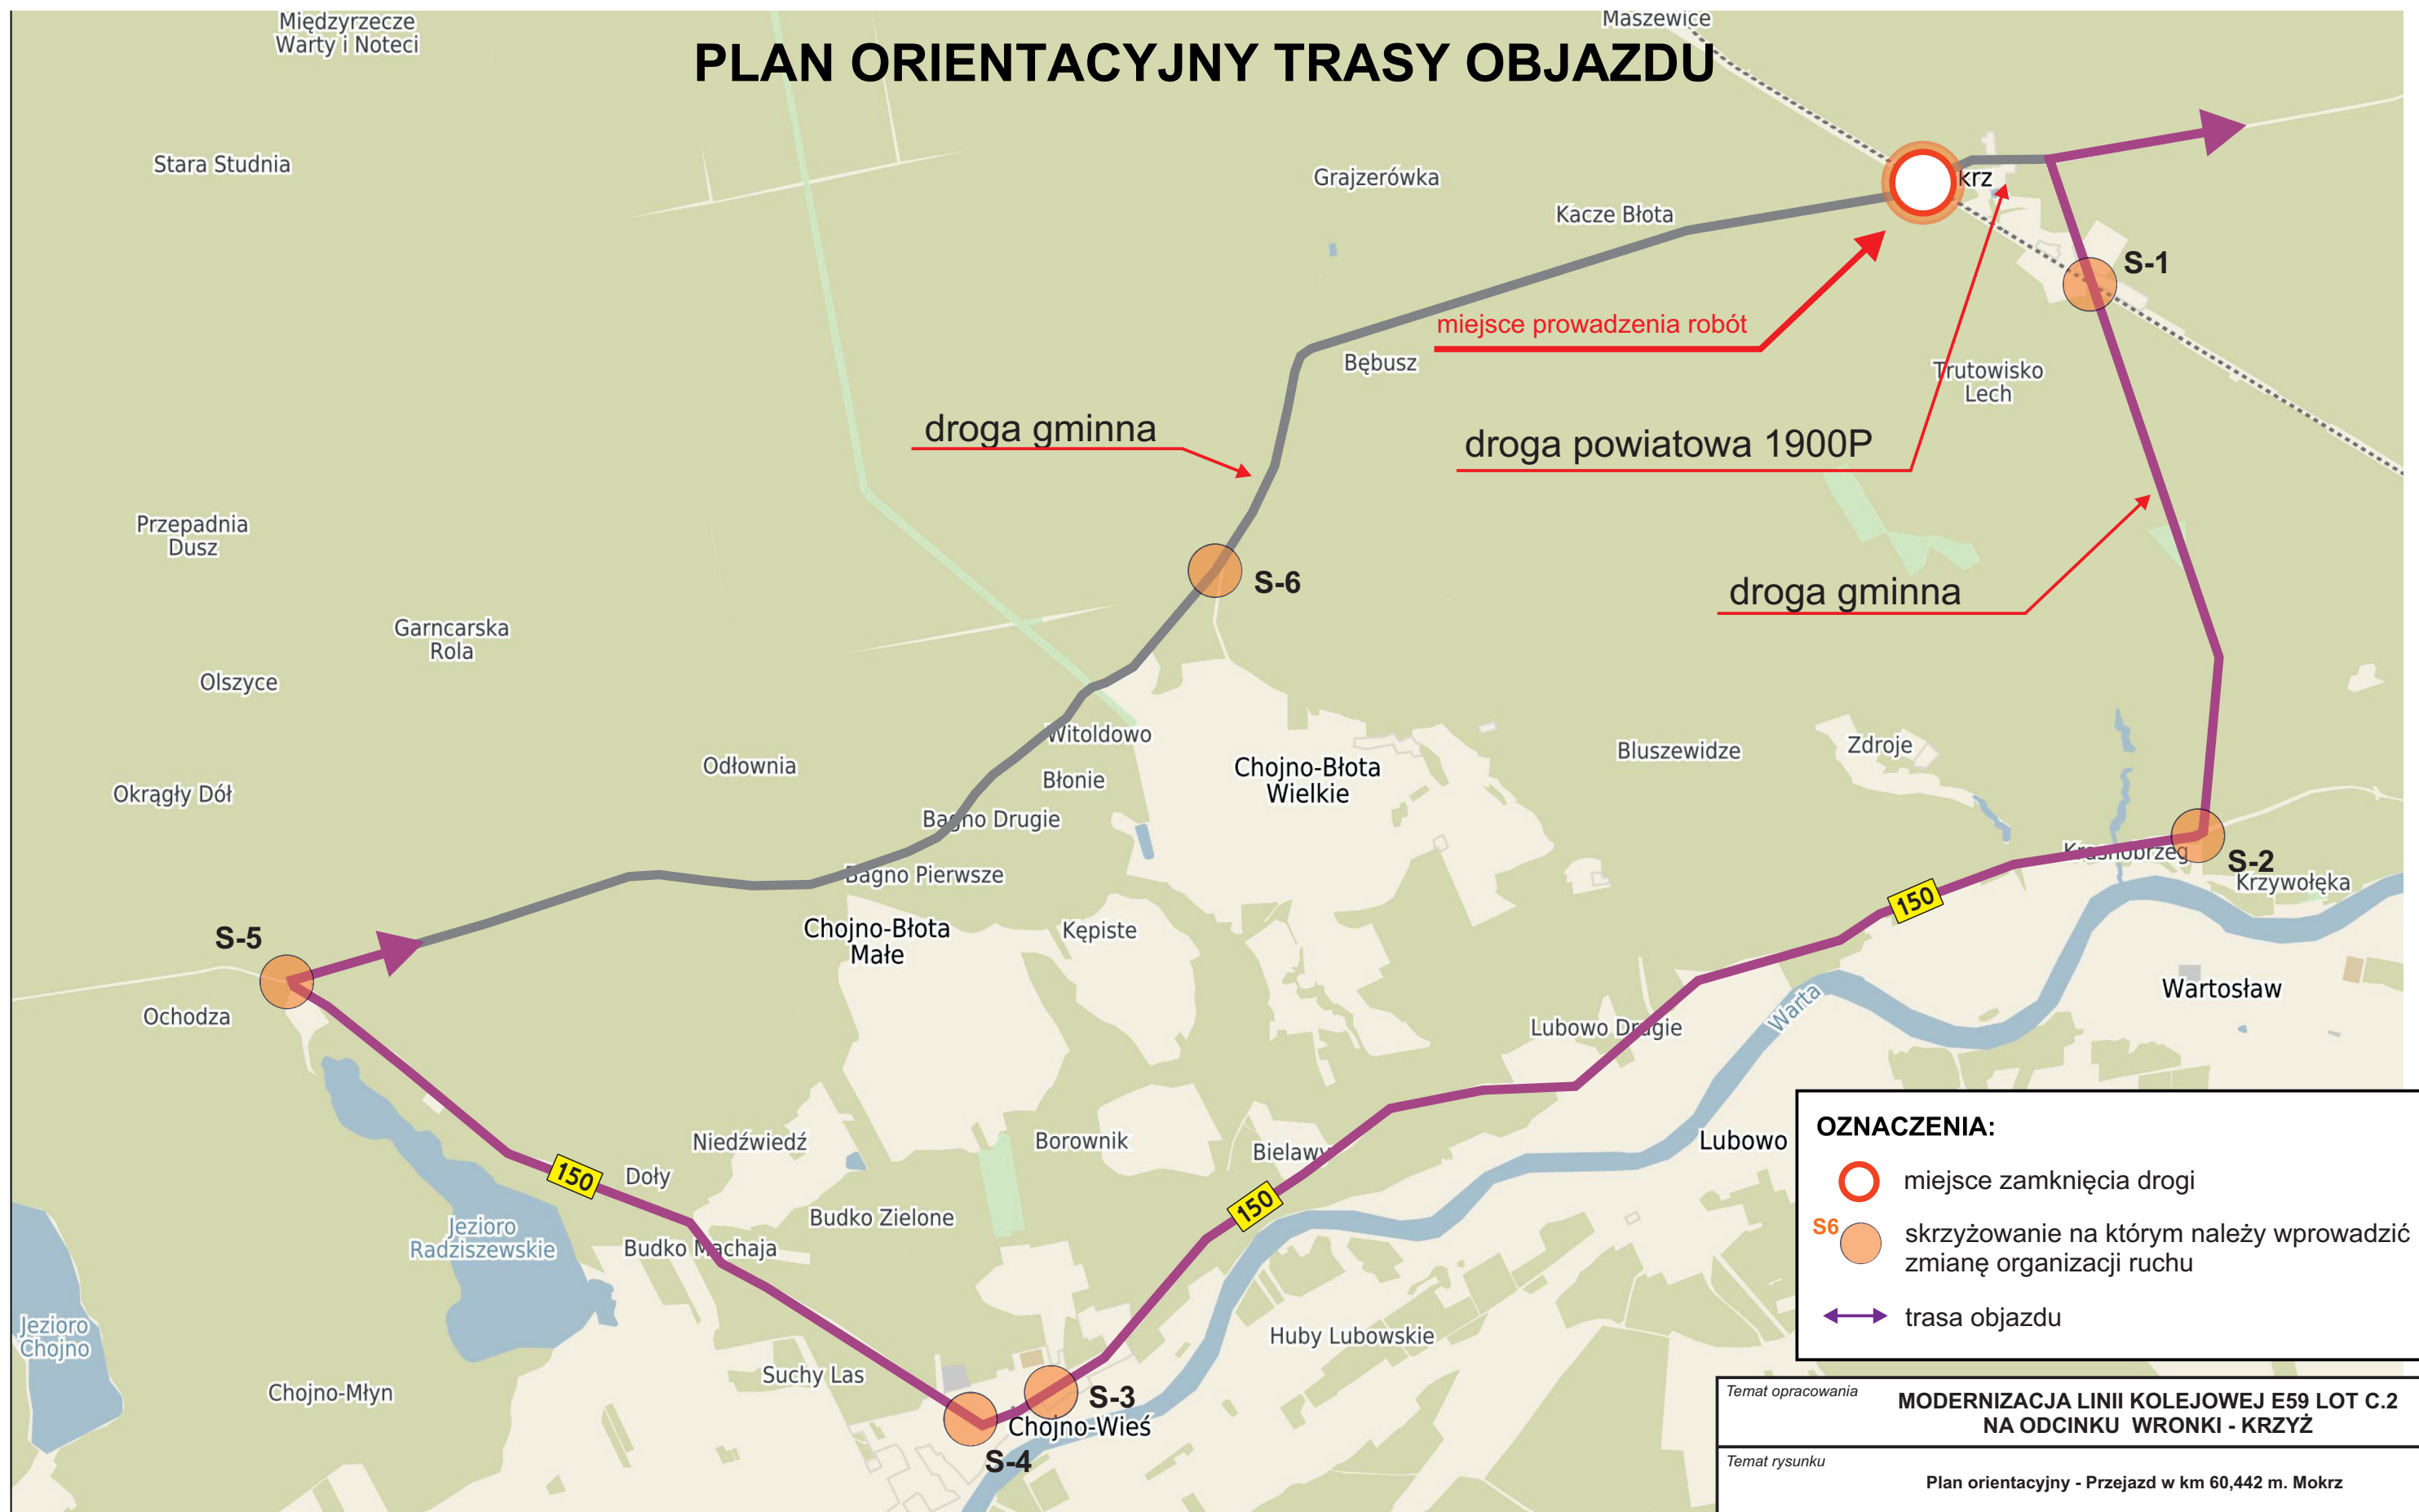 Międzyrzecze
Warty i Noteci
Maszewice
PLAN ORIENTACYJNY TRASY OBJAZDU
Stara Studnia
Grajzerówka
krz
Kacze Błota
S-1
miejsce prowadzenia robót
Bębusz
Trutowisko
Lech
droga gminna
droga powiatowa 1900P
Przepadnia
Dusz
S-6
droga gminna
Garncarska
Rola
Olszyce
Witoldowo
Odłownia
Błonie
Chojno-Błota
Wielkie
Bluszewidze
Zdroje
Okrągły Dół
Bagno Drugie
Krasnobrzeg
S-2
Bagno Pierwsze
Krzywołęka
150
S-5
Chojno-Błota
Małe
Kępiste
Wartosław
Ochodza
Lubowo Drugie
Warta
Niedźwiedź
Borownik
Bielawy
Lubowo
150
Doły
150
Budko Zielone
Jezioro
Radziszewskie
Budko Machaja
Jezioro
Chojno
Huby Lubowskie
Suchy Las
Chojno-Młyn
S-3
Chojno-Wieś
S-4
OZNACZENIA:
miejsce zamknięcia drogi
S6
skrzyżowanie na którym należy wprowadzić
zmianę organizacji ruchu
trasa objazdu
Temat opracowania
MODERNIZACJA LINII KOLEJOWEJ E59 LOT C.2
NA ODCINKU WRONKI - KRZYŻ
Temat rysunku
Plan orientacyjny - Przejazd w km 60,442 m. Mokrz